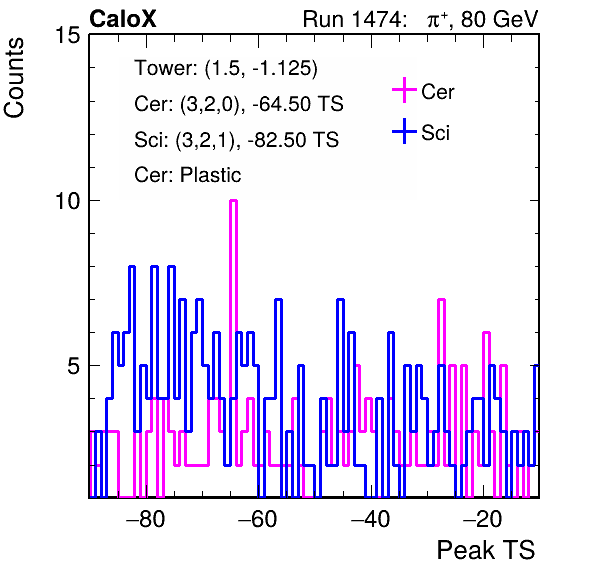 CaloX Run 1474: π⁺, 80 GeV
Counts
15
10
5
Tower: (1.5, -1.125)
Cer: (3,2,0), -64.50 TS
Sci: (3,2,1), -82.50 TS
Cer: Plastic
Cer
Sci
−80 −60 −40 −20
Peak TS